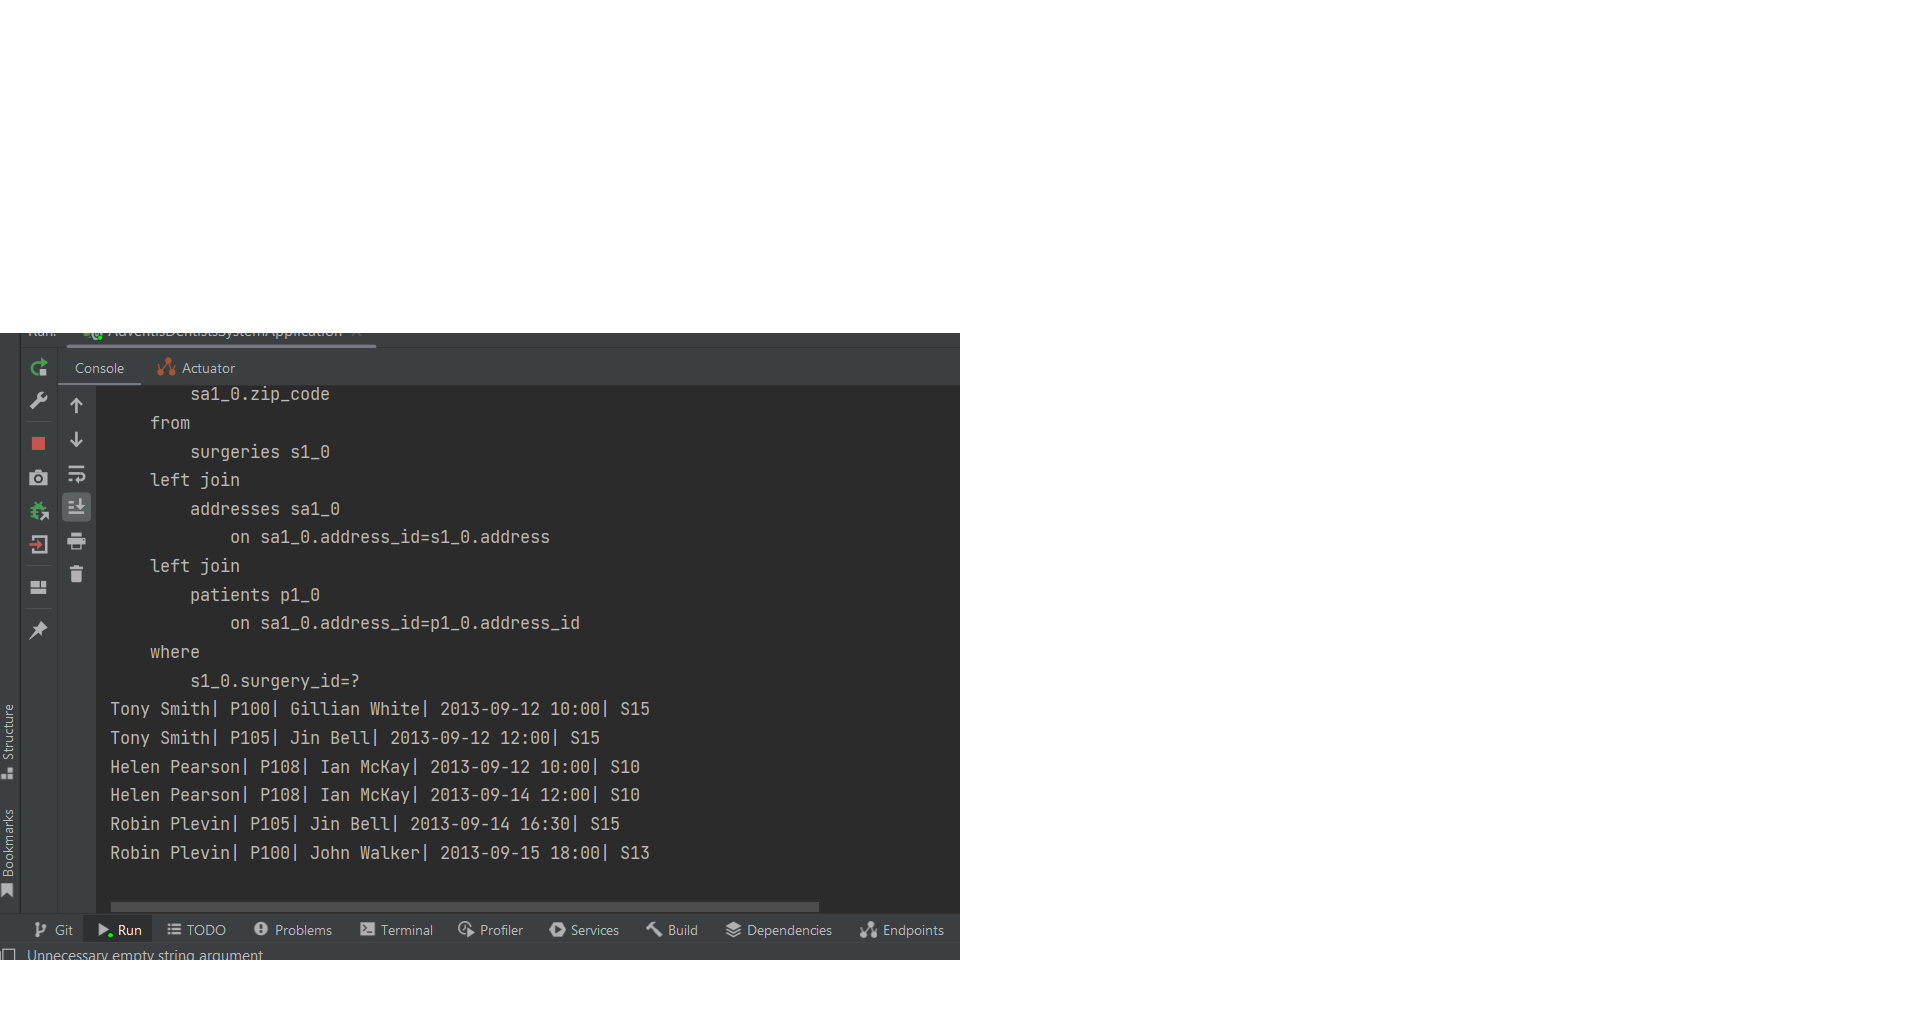 Run: AdventisDentistsSystemApplication
Console Actuator
sa1_0.zip_code
from
surgeries s1_0
left join
addresses sa1_0
on sa1_0.address_id=s1_0.address
left join
patients p1_0
on sa1_0.address_id=p1_0.address_id
where
s1_0.surgery_id=?
Tony Smith| P100| Gillian White| 2013-09-12 10:00| S15
Tony Smith| P105| Jin Bell| 2013-09-12 12:00| S15
Helen Pearson| P108| Ian McKay| 2013-09-12 10:00| S10
Helen Pearson| P108| Ian McKay| 2013-09-14 12:00| S10
Robin Plevin| P105| Jin Bell| 2013-09-14 16:30| S15
Robin Plevin| P100| John Walker| 2013-09-15 18:00| S13
Structure
Bookmarks
Git Run TODO Problems Terminal Profiler Services Build Dependencies Endpoints
Unnecessary empty string argument